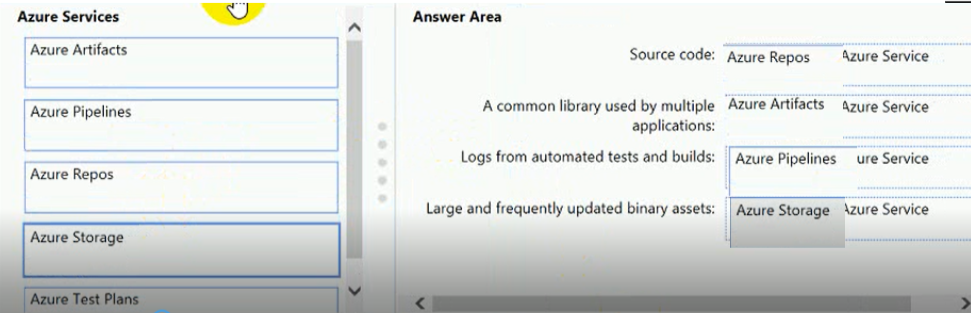 Azure Services
Azure Artifacts
Azure Pipelines
Azure Repos
Azure Storage
Azure Test Plans
Answer Area
Source code: Azure Repos Azure Service
A common library used by multiple Azure Artifacts Azure Service
applications:
Logs from automated tests and builds: Azure Pipelines ure Service
Large and frequently updated binary assets: Azure Storage Azure Service